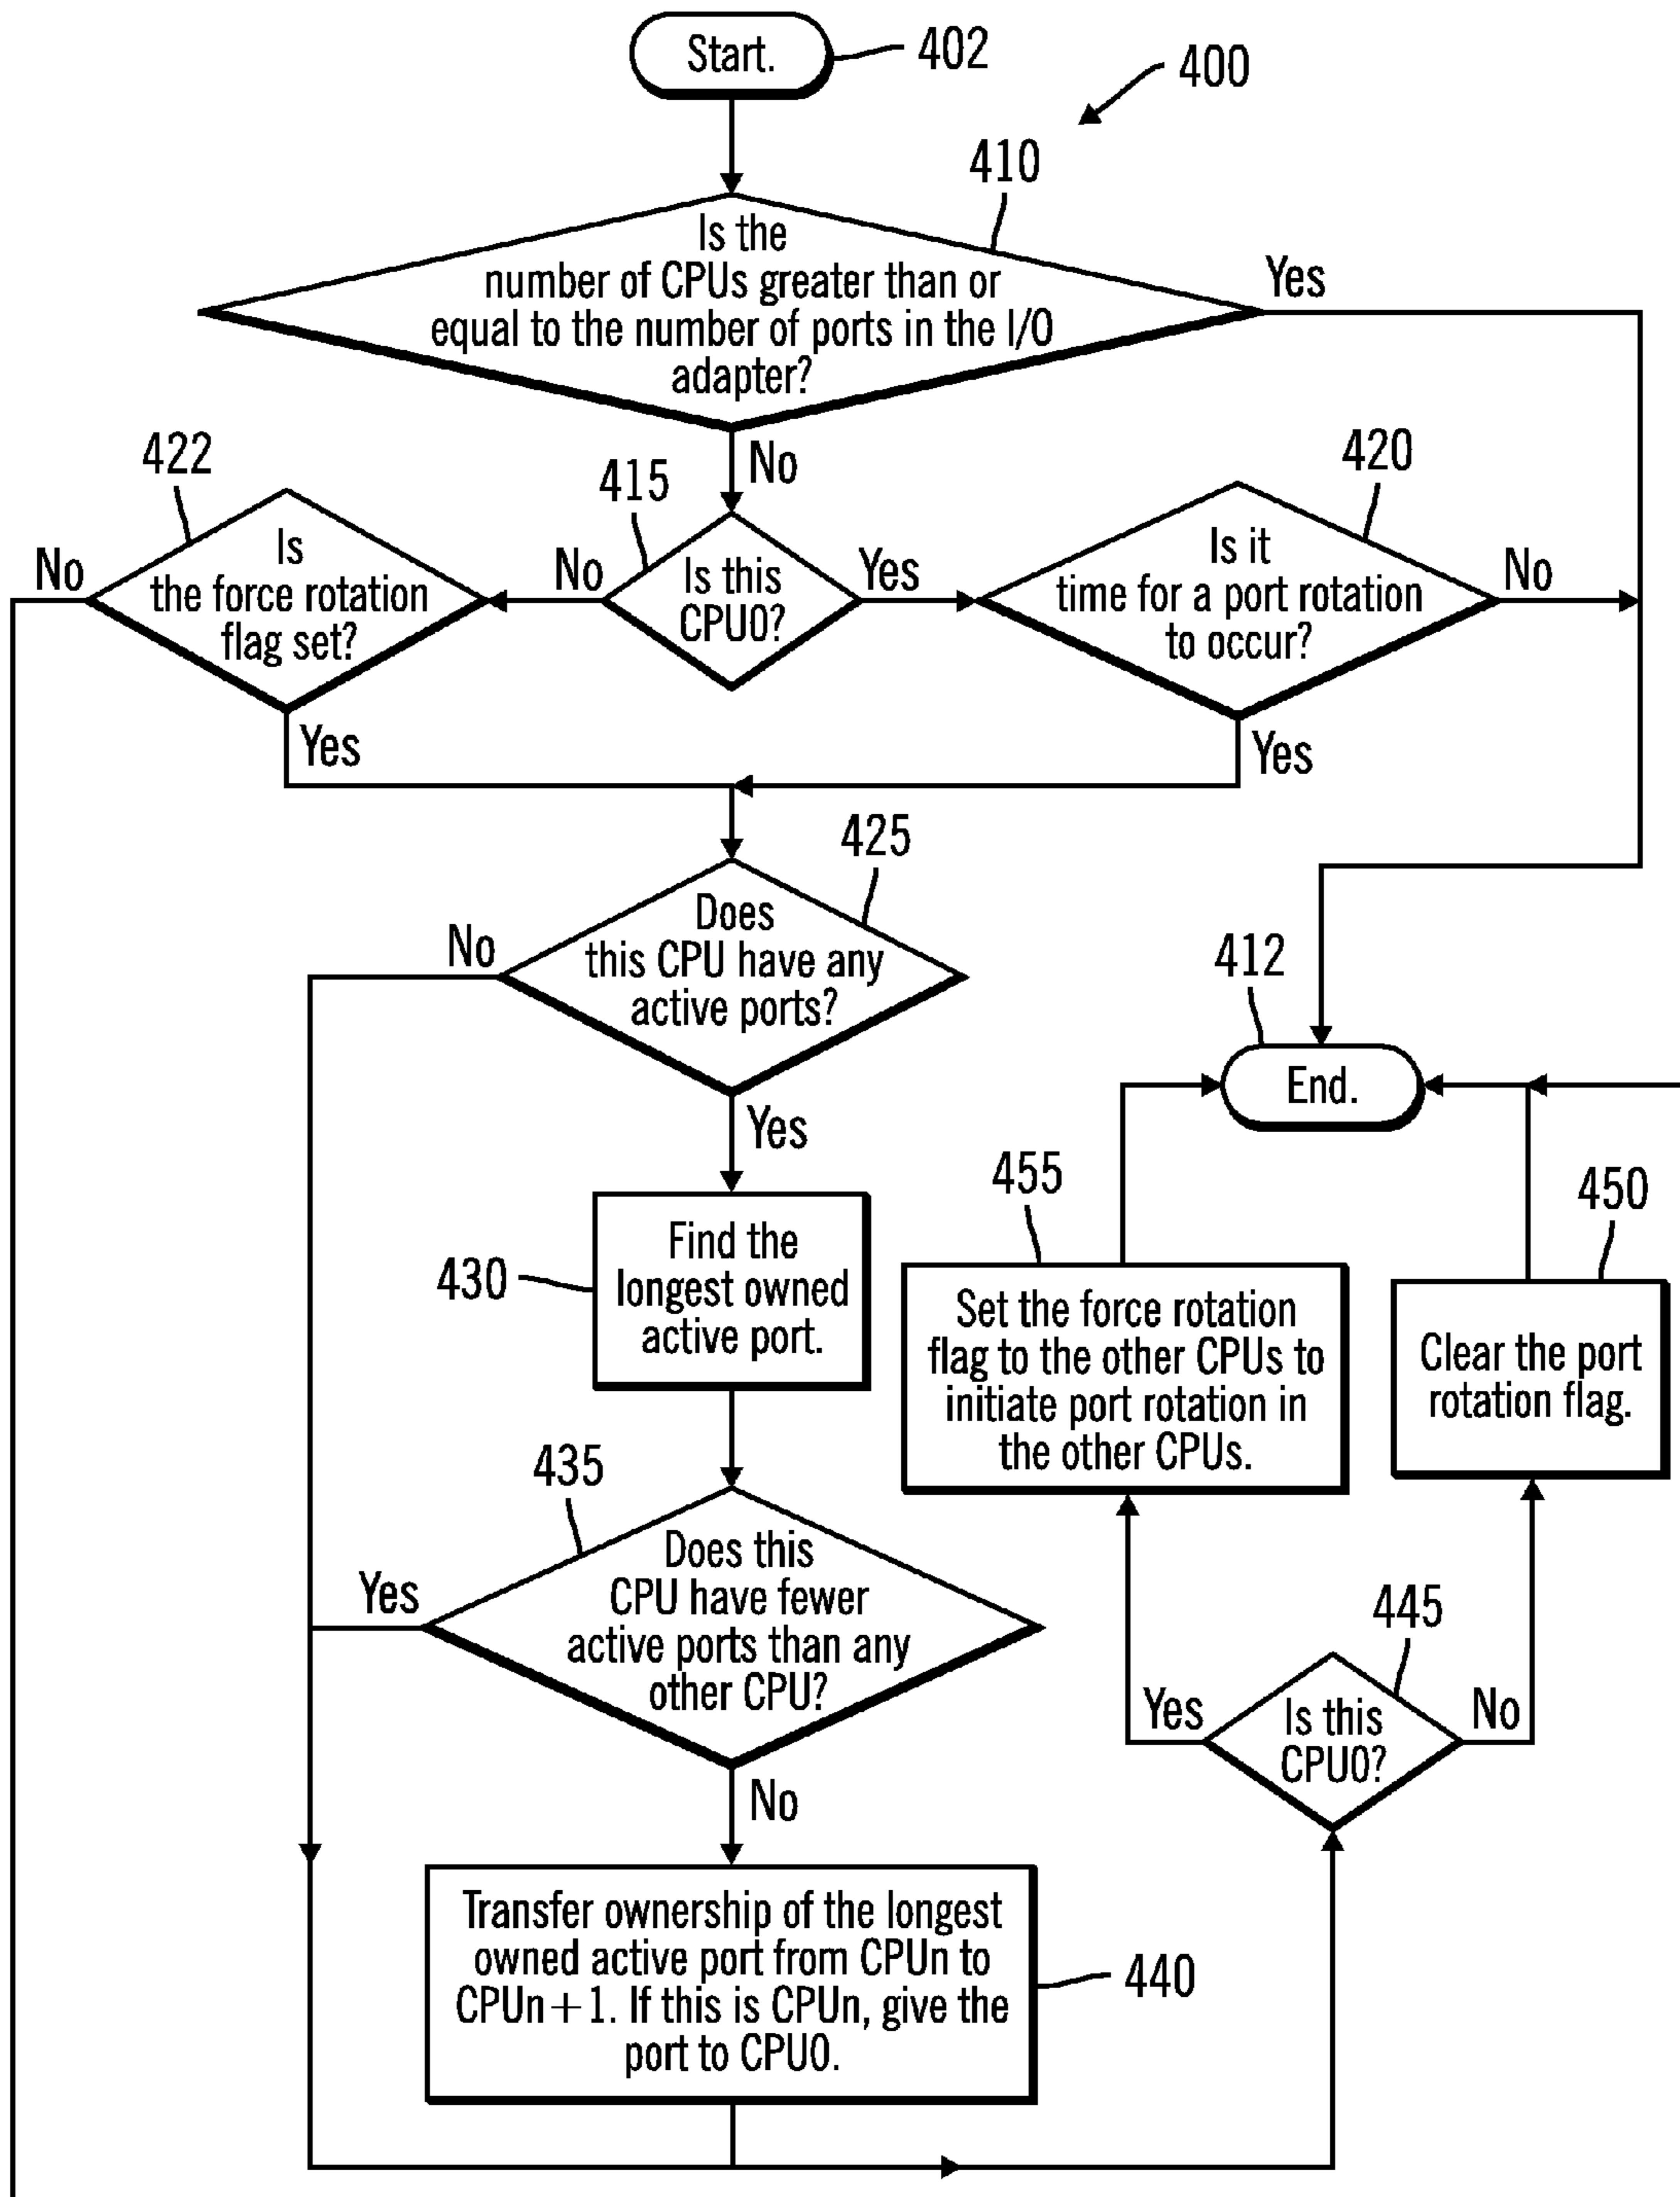 Start.
402
400
410
Is the
number of CPUs greater than or
equal to the number of ports in the I/O
adapter?
Yes
No
422
415
420
No
Is
the force rotation
flag set?
No
Is this
CPU0?
Yes
Is it
time for a port rotation
to occur?
No
Yes
Yes
425
No
Does
this CPU have any
active ports?
412
End.
Yes
430
Find the
longest owned
active port.
455
450
Set the force rotation
flag to the other CPUs to
initiate port rotation in
the other CPUs.
Clear the port
rotation flag.
435
Yes
Does this
CPU have fewer
active ports than any
other CPU?
445
Yes
Is this
CPU0?
No
No
Transfer ownership of the longest
owned active port from CPUn to
CPUn+1. If this is CPUn, give the
port to CPU0.
440